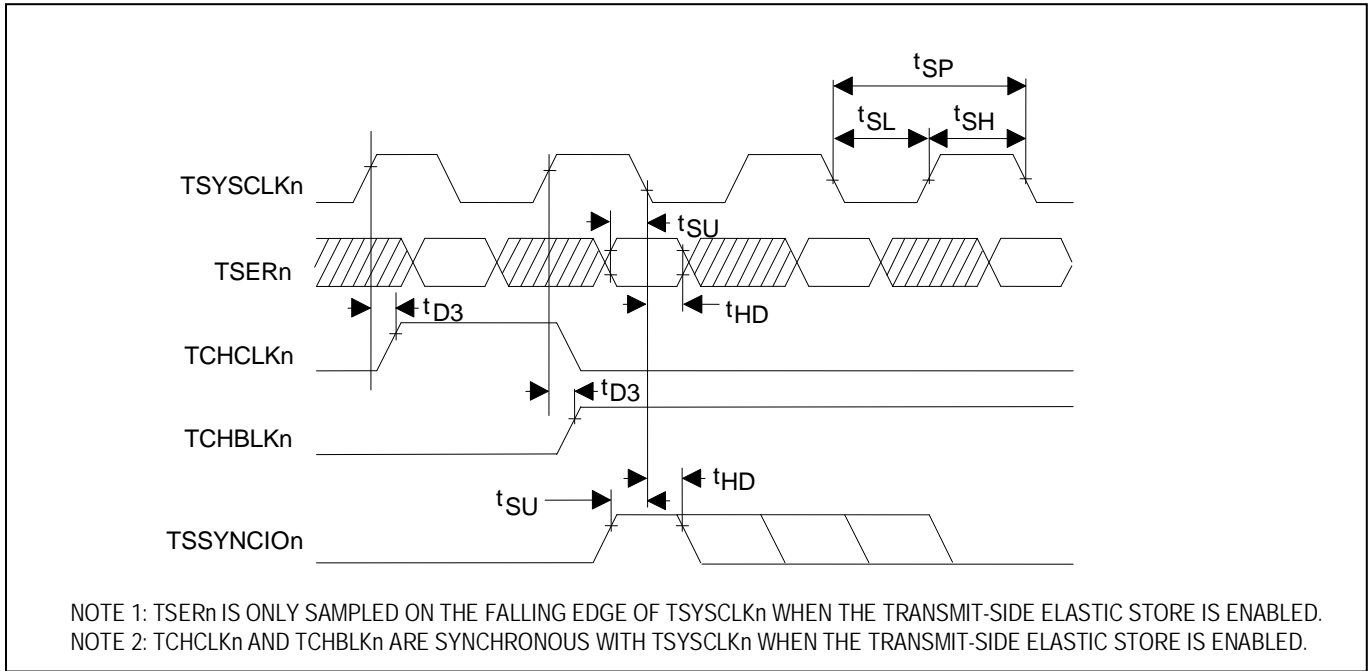 tSP
tSL
tSH
TSYSCLKn
tSU
TSERn
tD3
tHD
TCHCLKn
tD3
TCHBLKn
tHD
tSU
TSSYNCIOn
NOTE 1: TSERn IS ONLY SAMPLED ON THE FALLING EDGE OF TSYSCLKn WHEN THE TRANSMIT-SIDE ELASTIC STORE IS ENABLED.
NOTE 2: TCHCLKn AND TCHBLKn ARE SYNCHRONOUS WITH TSYSCLKn WHEN THE TRANSMIT-SIDE ELASTIC STORE IS ENABLED.